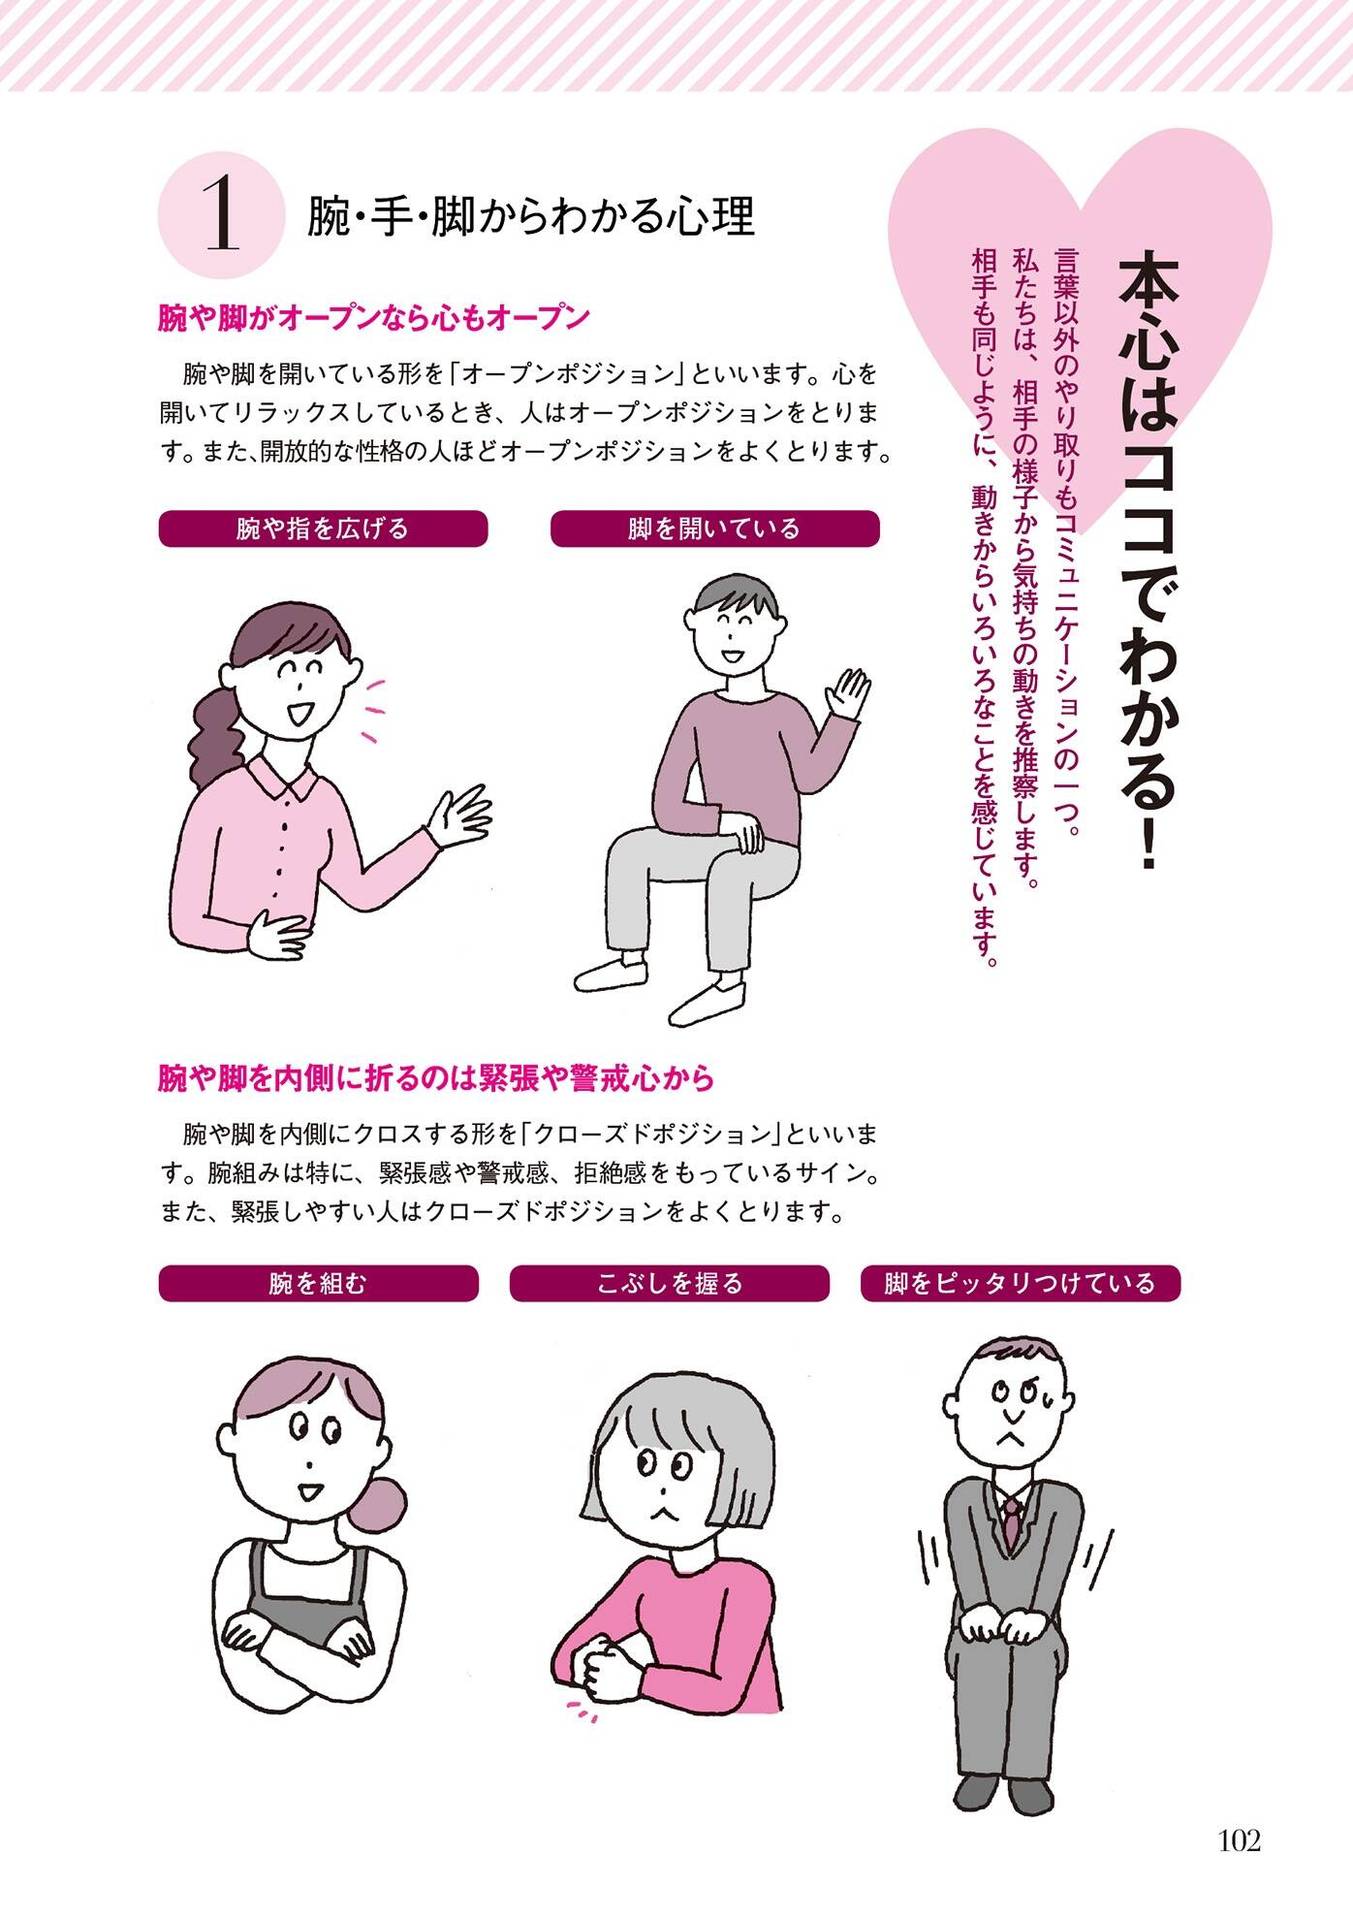 本心はココでわかる！
言葉以外のやり取りもコミュニケーションの一つ。
私たちは、相手の様子から気持ちの動きを推察します。
相手も同じように、動きからいろいろなことを感じています。
1
腕・手・脚からわかる心理
腕や脚がオープンなら心もオープン
腕や脚を開いている形を「オープンポジション」といいます。心を
開いてリラックスしているとき、人はオープンポジションをとりま
す。また、開放的な性格の人ほどオープンポジションをよくとります。
腕や指を広げる
脚を開いている
腕や脚を内側に折るのは緊張や警戒心から
腕や脚を内側にクロスする形を「クローズドポジション」といいま
す。腕組みは特に、緊張感や警戒感、拒絶感をもっているサイン。
また、緊張しやすい人はクローズドポジションをよくとります。
腕を組む
こぶしを握る
脚をピッタリつけている
102